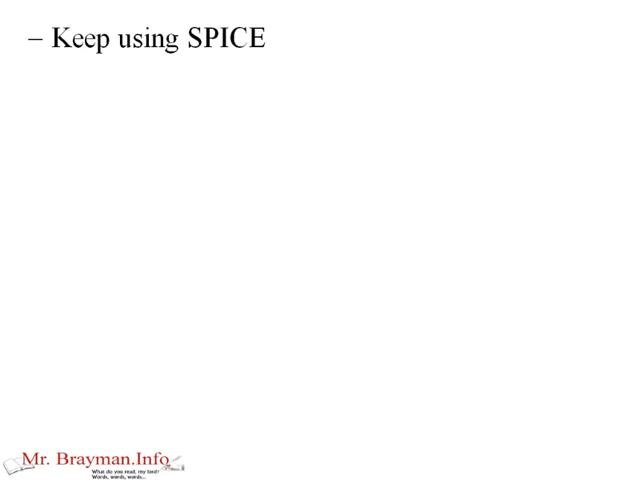 – Keep using SPICE
Mr. Brayman.Info
What do you read, my lord?
Words, words, words...